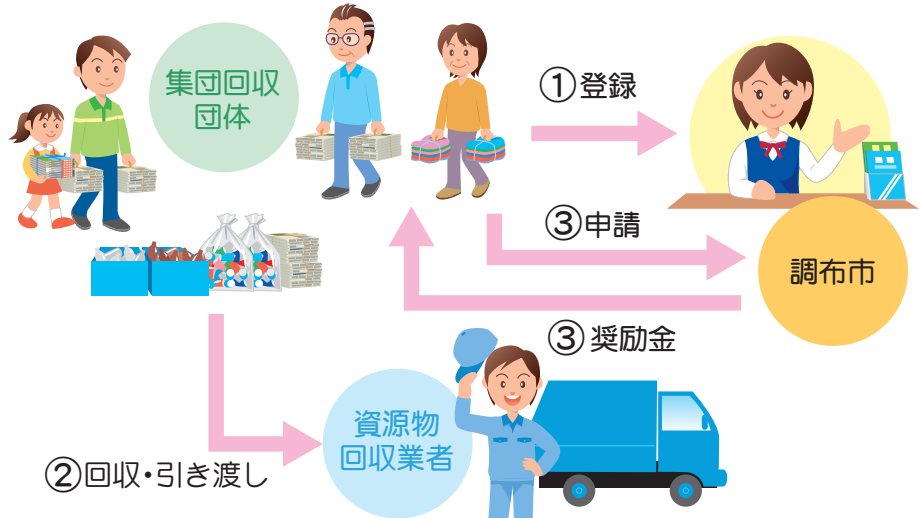 集団回収
団体
①登録
③申請
調布市
③奨励金
資源物
回収業者
②回収・引き渡し